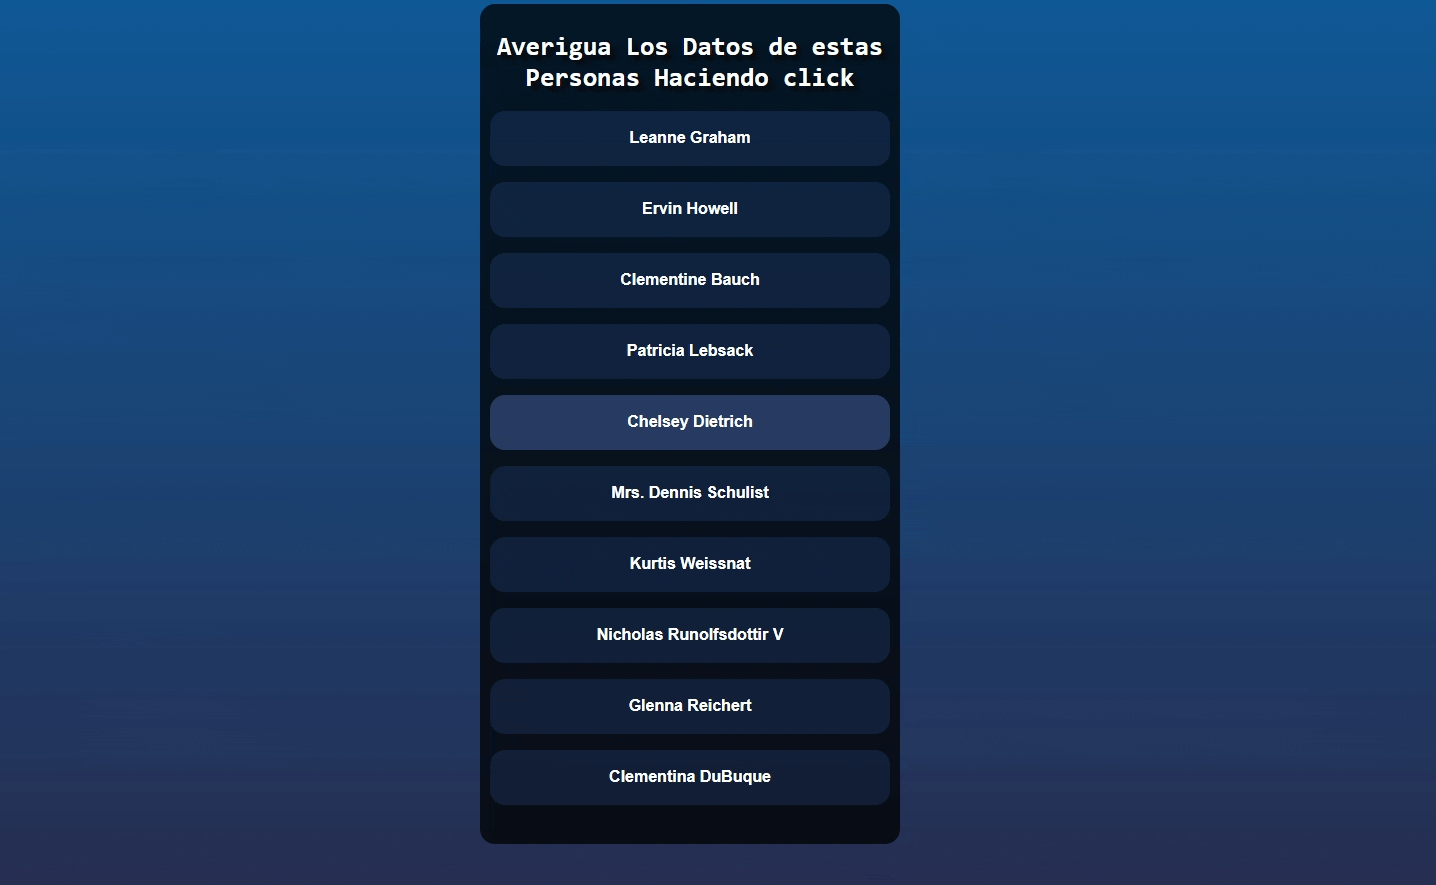 Averigua Los Datos de estas
Personas Haciendo click
Leanne Graham
Ervin Howell
Clementine Bauch
Patricia Lebsack
Chelsey Dietrich
Mrs. Dennis Schulist
Kurtis Weissnat
Nicholas Runolfsdottir V
Glenna Reichert
Clementina DuBuque